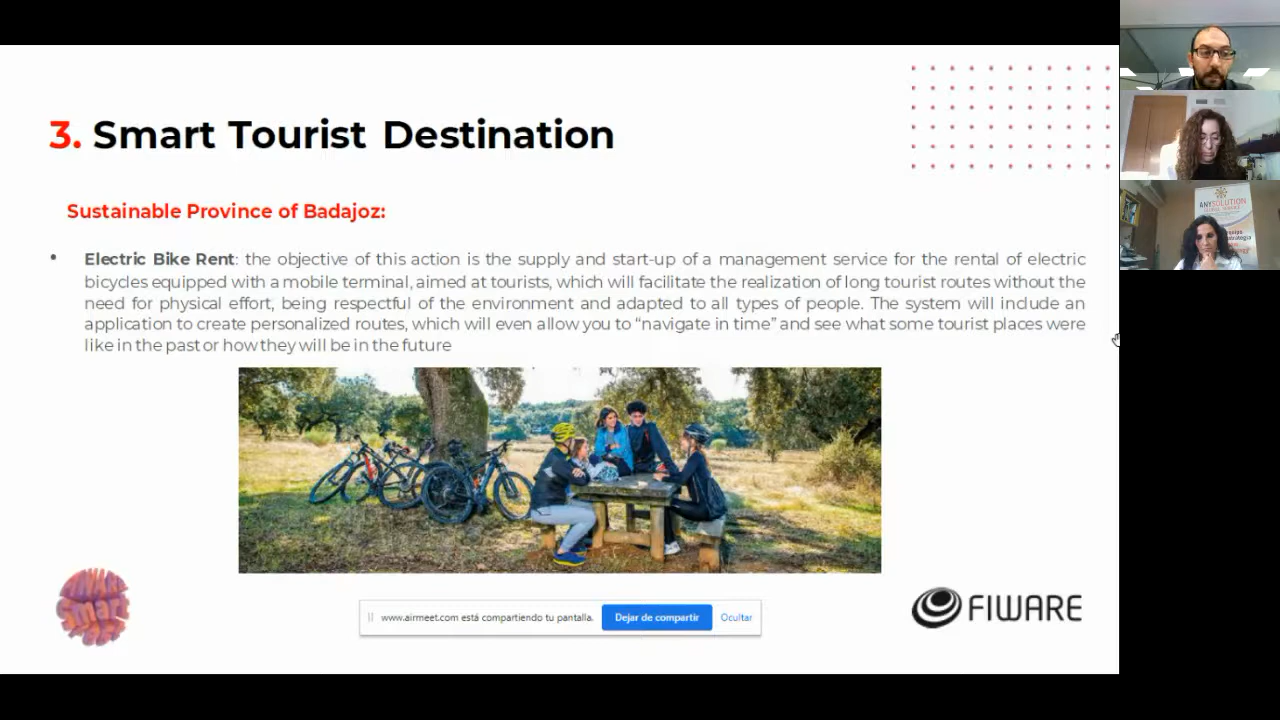 3. Smart Tourist Destination
Sustainable Province of Badajoz:
• Electric Bike Rent: the objective of this action is the supply and start-up of a management service for the rental of electric
bicycles equipped with a mobile terminal, aimed at tourists, which will facilitate the realization of long tourist routes without the
need for physical effort, being respectful of the environment and adapted to all types of people. The system will include an
application to create personalized routes, which will even allow you to “navigate in time” and see what some tourist places were
like in the past or how they will be in the future
smart
www.airmeet.com está compartiendo tu pantalla.
Dejar de compartir
Ocultar
FIWARE
ANYSOLUTION